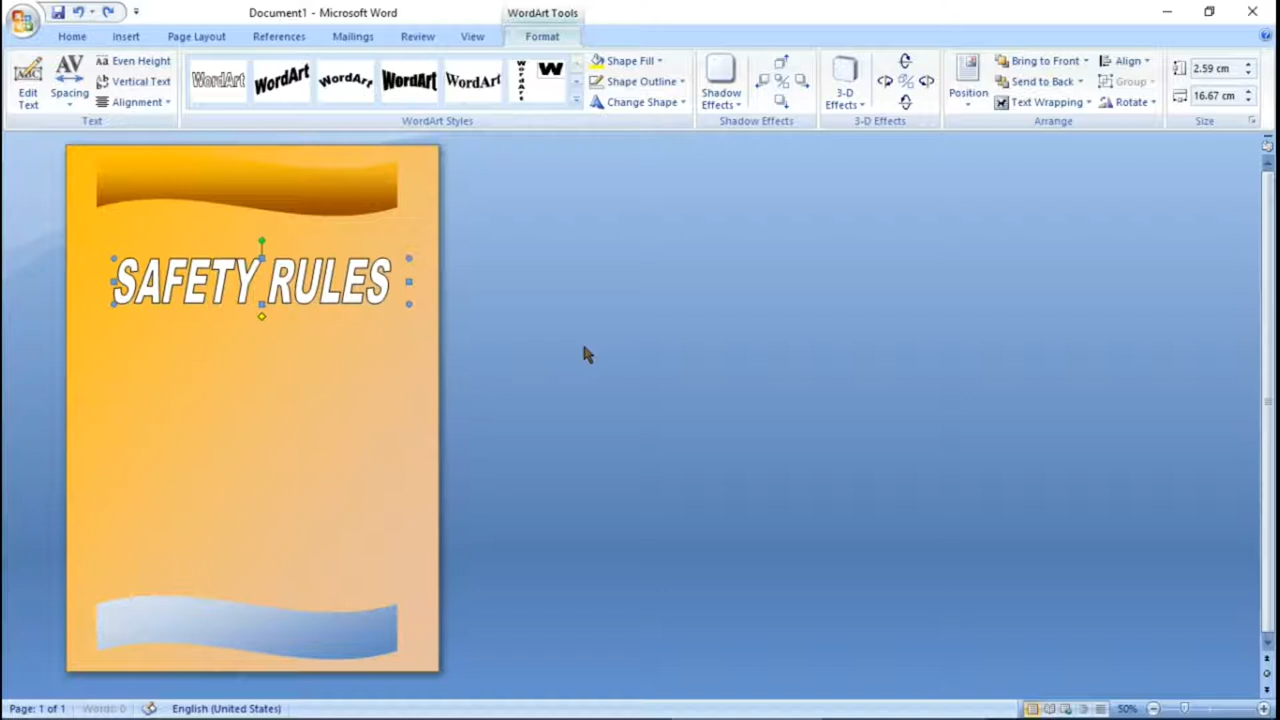 Document1 - Microsoft Word
WordArt Tools
Home Insert Page Layout References Mailings Review View Format
Edit Text
Spacing
Aa Even Height
Vertical Text
Alignment
Text
WordArt WordArt WordArt WordArt WordArt WordArt W
WordArt Styles
Shape Fill
Shape Outline
Change Shape
Shadow Effects
Shadow Effects
3-D Effects
3-D Effects
Position
Bring to Front
Send to Back
Text Wrapping
Align
Group
Rotate
Arrange
2.59 cm
16.67 cm
Size
SAFETY RULES
Page: 1 of 1 Words: 0 English (United States) 50%